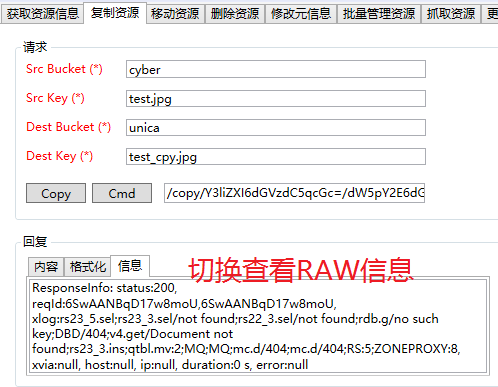 获取资源信息 复制资源 移动资源 删除资源 修改元信息 批量管理资源 抓取资源
请求
Src Bucket (*) cyber
Src Key (*) test.jpg
Dest Bucket (*) unica
Dest Key (*) test_cpy.jpg
Copy Cmd /copy/Y3liZXI6dGVzdC5qcGc=/dW5pY2E6dG
回复
内容 格式化 信息
切换查看RAW信息
ResponseInfo: status:200,
reqId:6SwAANBqD17w8moU,6SwAANBqD17w8moU,
xlog:rs23_5.sel;rs23_3.sel/not found;rs22_3.sel/not found;rdb.g/no such
key;DBD/404;v4.get/Document not
found;rs23_3.ins;qtbl.mv:2;MQ;MQ;mc.d/404;mc.d/404;RS:5;ZONEPROXY:8,
xvia:null, host:null, ip:null, duration:0 s, error:null